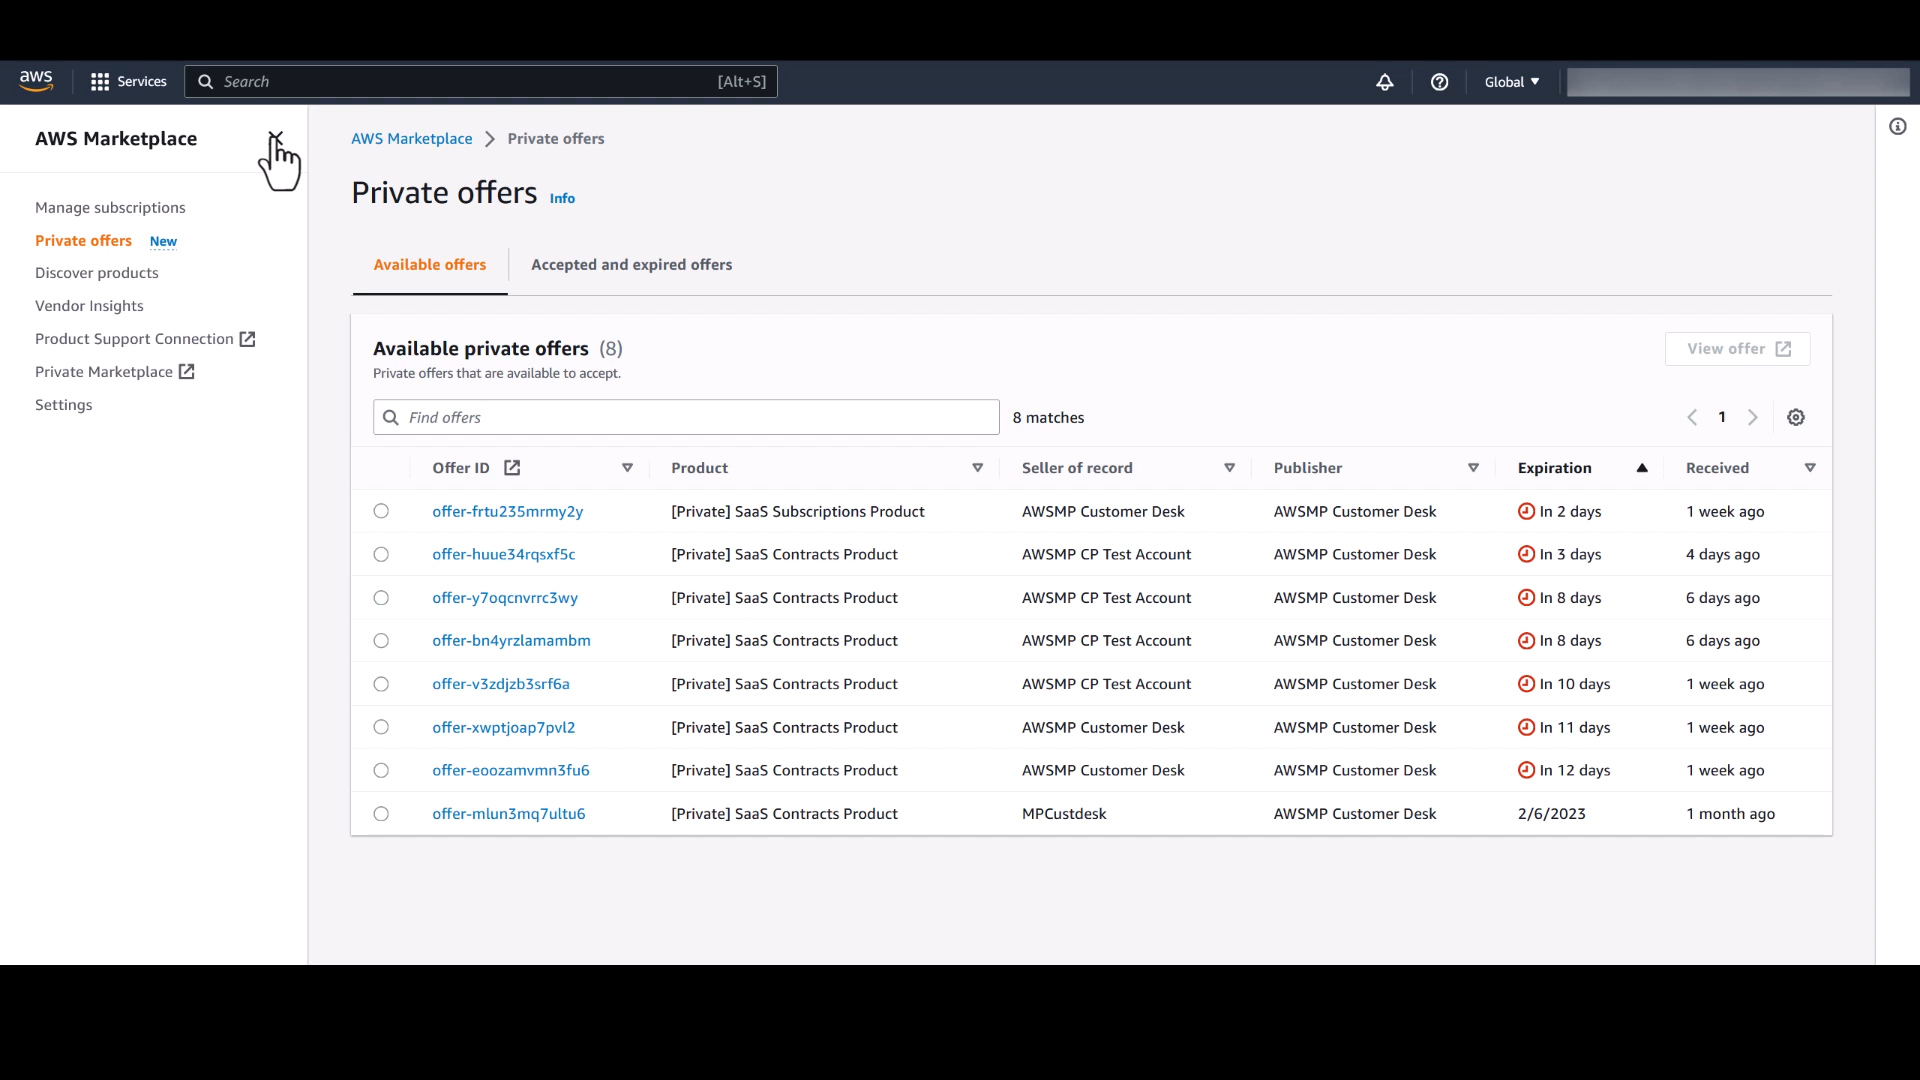 aws Services Search [Alt+S] Global
AWS Marketplace
Manage subscriptions
Private offers New
Discover products
Vendor Insights
Product Support Connection
Private Marketplace
Settings
AWS Marketplace Private offers
Private offers Info
Available offers Accepted and expired offers
Available private offers (8) View offer
Private offers that are available to accept.
Find offers 8 matches 1
Offer ID Product Seller of record Publisher Expiration Received
offer-frtu235mrmy2y [Private] SaaS Subscriptions Product AWSMP Customer Desk AWSMP Customer Desk In 2 days 1 week ago
offer-huue34rqsxf5c [Private] SaaS Contracts Product AWSMP CP Test Account AWSMP Customer Desk In 3 days 4 days ago
offer-y7oqcnvrrc3wy [Private] SaaS Contracts Product AWSMP CP Test Account AWSMP Customer Desk In 8 days 6 days ago
offer-bn4yrzlamambm [Private] SaaS Contracts Product AWSMP CP Test Account AWSMP Customer Desk In 8 days 6 days ago
offer-v3zdjzb3srf6a [Private] SaaS Contracts Product AWSMP CP Test Account AWSMP Customer Desk In 10 days 1 week ago
offer-xwptjoap7pvl2 [Private] SaaS Contracts Product AWSMP Customer Desk AWSMP Customer Desk In 11 days 1 week ago
offer-eoozamvmn3fu6 [Private] SaaS Contracts Product AWSMP Customer Desk AWSMP Customer Desk In 12 days 1 week ago
offer-mlun3mq7ultu6 [Private] SaaS Contracts Product MPCustdesk AWSMP Customer Desk 2/6/2023 1 month ago